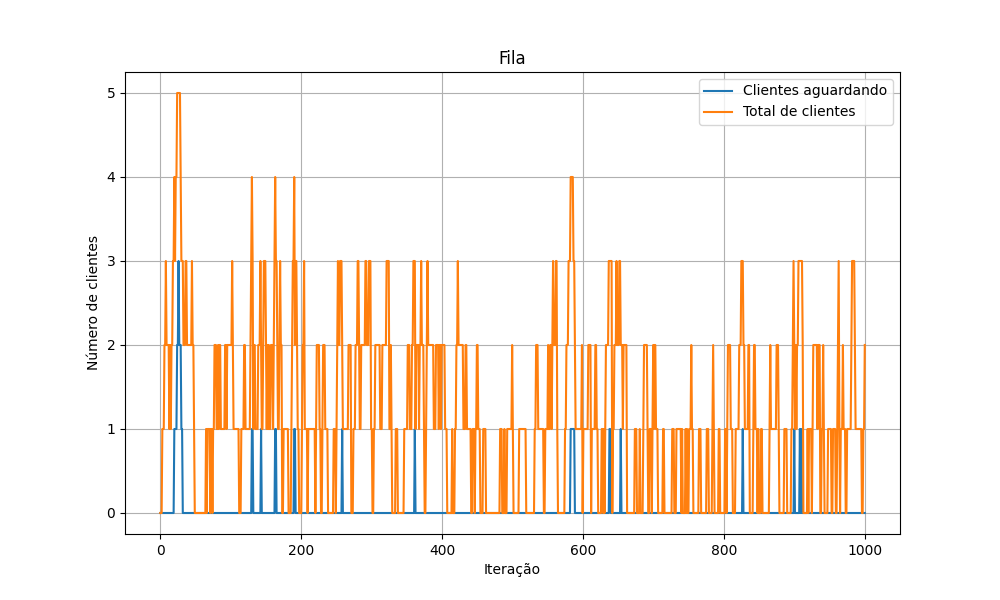 Fila
Clientes aguardando
Total de clientes
Número de clientes
5
4
3
2
1
0
0 200 400 600 800 1000
Iteração